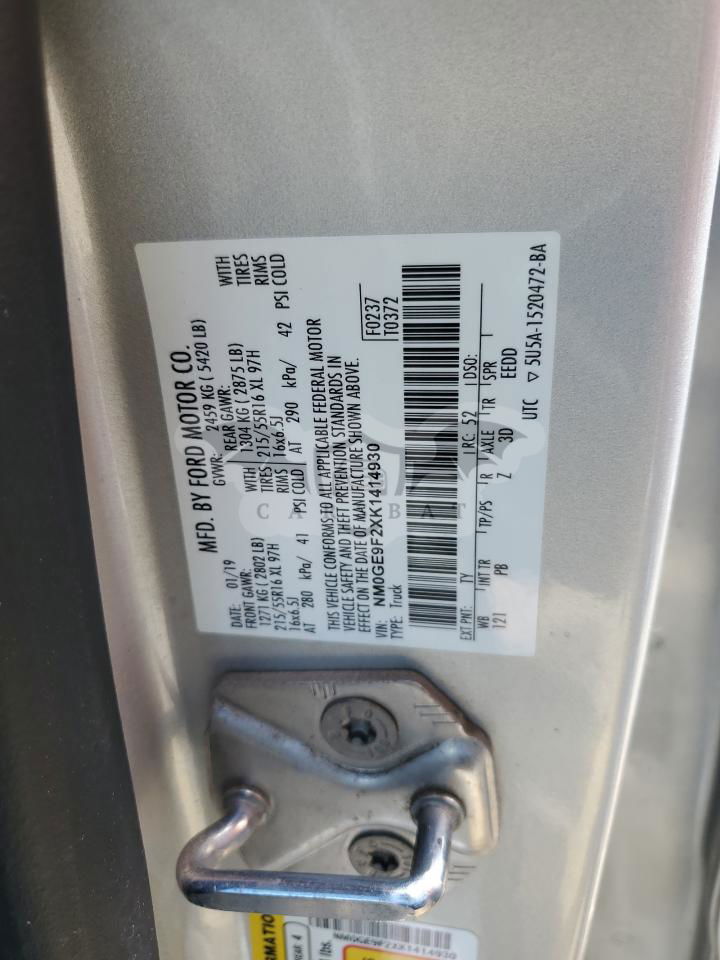 MFD. BY FORD MOTOR CO.
DATE: 01/19
GVWR: 2459 KG ( 5420 LB)
FRONT GAWR:
REAR GAWR:
1271 KG ( 2802 LB)
WITH
1304 KG ( 2875 LB)
WITH
215/55R16 XL 97H
TIRES
215/55R16 XL 97H
TIRES
16x6.5J
RIMS
16x6.5J
RIMS
AT 280 kPa/ 41 PSI COLD
AT 290 kPa/ 42 PSI COLD
THIS VEHICLE CONFORMS TO ALL APPLICABLE FEDERAL MOTOR
VEHICLE SAFETY AND THEFT PREVENTION STANDARDS IN
EFFECT ON THE DATE OF MANUFACTURE SHOWN ABOVE.
VIN: NM0GE9F2XK1414930
F0237
TYPE: Truck
T0372
EXT PNT: TY
RC: 52
DSO:
WB
INT TR
TP/PS
R
AXLE
TR
SPR
121
PB
Z
3D
EEDD
UTC ▽ 5U5A-1520472-BA
NM0GE9F2XK1414930
REAR 4
lbs.